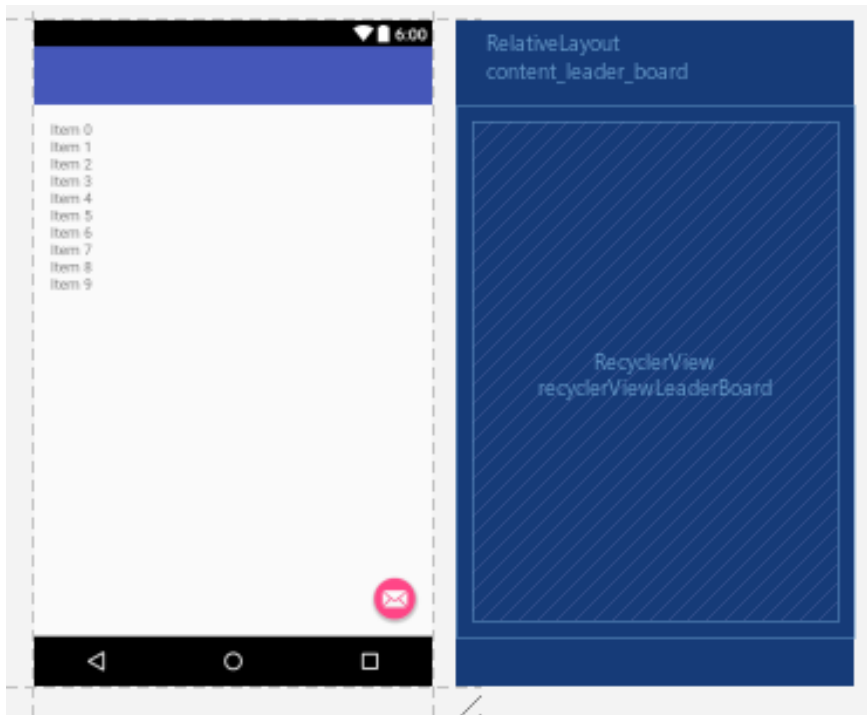 6:00
Item 0
Item 1
Item 2
Item 3
Item 4
Item 5
Item 6
Item 7
Item 8
Item 9
RelativeLayout
content_leader_board
RecyclerView
recyclerViewLeaderBoard